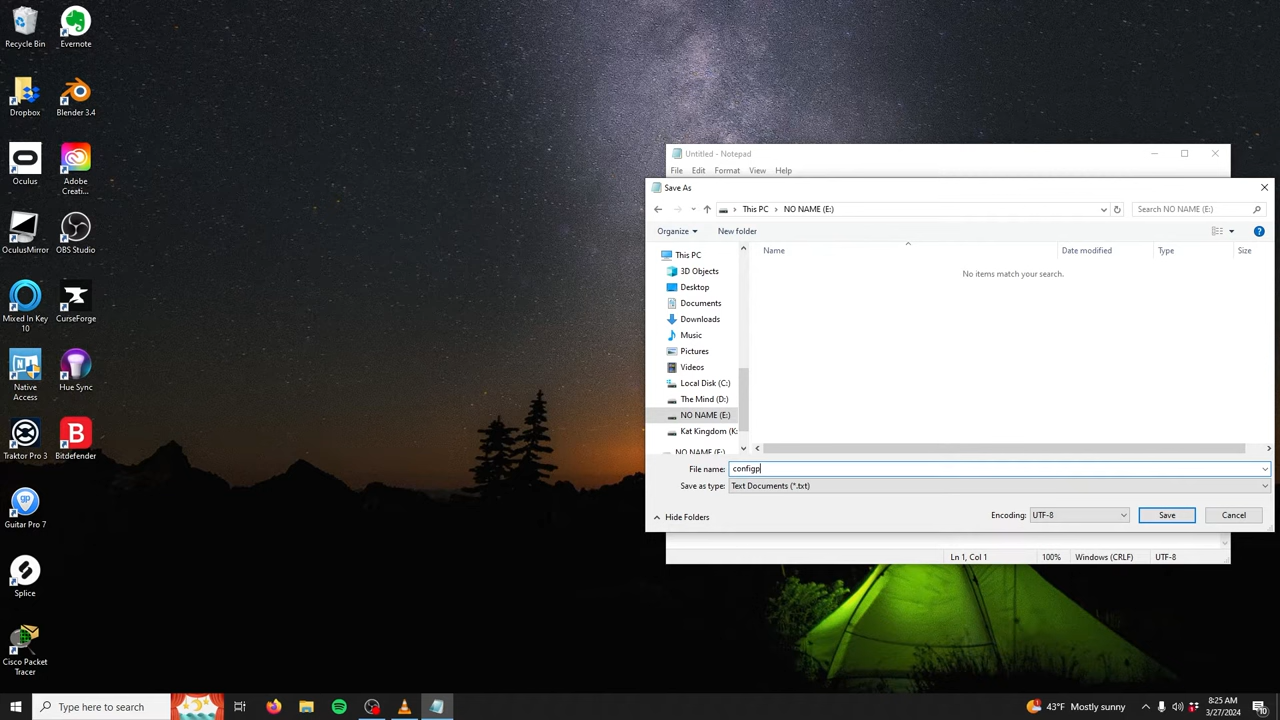 Recycle Bin
Evernote
Dropbox
Blender 3.4
Oculus
Adobe
Creati...
OculusMirror
OBS Studio
Mixed In Key
10
CurseForge
Native
Access
Hue Sync
Traktor Pro 3
Bitdefender
Guitar Pro 7
Splice
Cisco Packet
Tracer
Untitled - Notepad
File Edit Format View Help
Save As
This PC NO NAME (E:)
Search NO NAME (E:)
Organize New folder
This PC
3D Objects
Desktop
Documents
Downloads
Music
Pictures
Videos
Local Disk (C:)
The Mind (D:)
NO NAME (E:)
Kat Kingdom (K:
NO NAME (E:)
Name Date modified Type Size
No items match your search.
File name: configp
Save as type: Text Documents (*.txt)
Hide Folders
Encoding: UTF-8
Save Cancel
Ln 1, Col 1 100% Windows (CRLF) UTF-8
Type here to search
43°F Mostly sunny
8:25 AM
3/27/2024
10